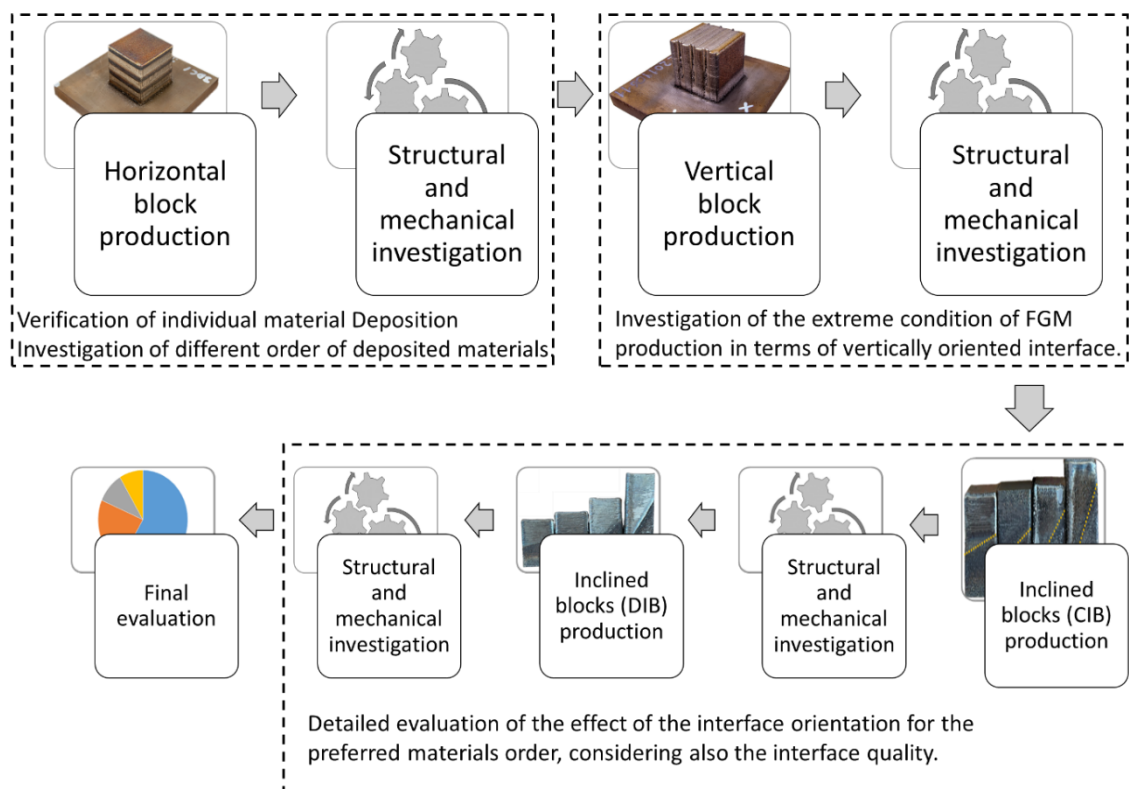 Horizontal
block
production
Structural
and
mechanical
investigation
Verification of individual material Deposition
Investigation of different order of deposited materials
Vertical
block
production
Structural
and
mechanical
investigation
Investigation of the extreme condition of FGM
production in terms of vertically oriented interface.
Inclined
blocks (CIB)
production
Structural
and
mechanical
investigation
Inclined
blocks (DIB)
production
Structural
and
mechanical
investigation
Final
evaluation
Detailed evaluation of the effect of the interface orientation for the
preferred materials order, considering also the interface quality.